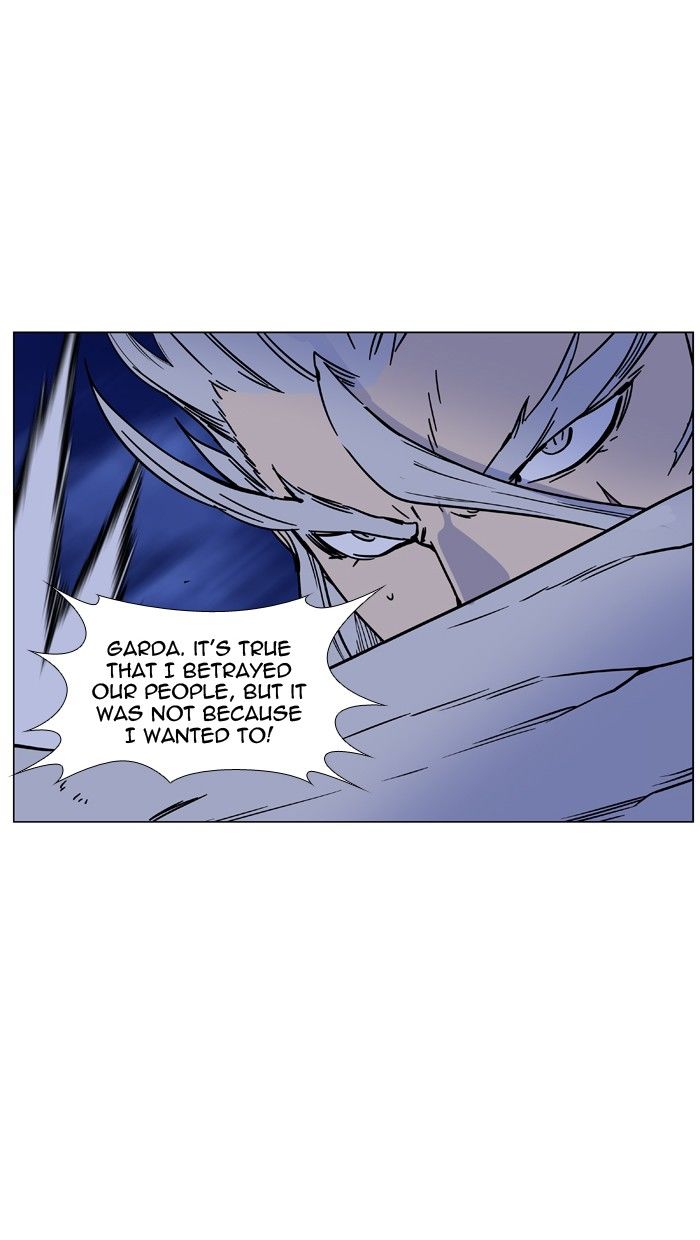 GARDA. IT'S TRUE
THAT I BETRAYED
OUR PEOPLE, BUT IT
WAS NOT BECAUSE
I WANTED TO!